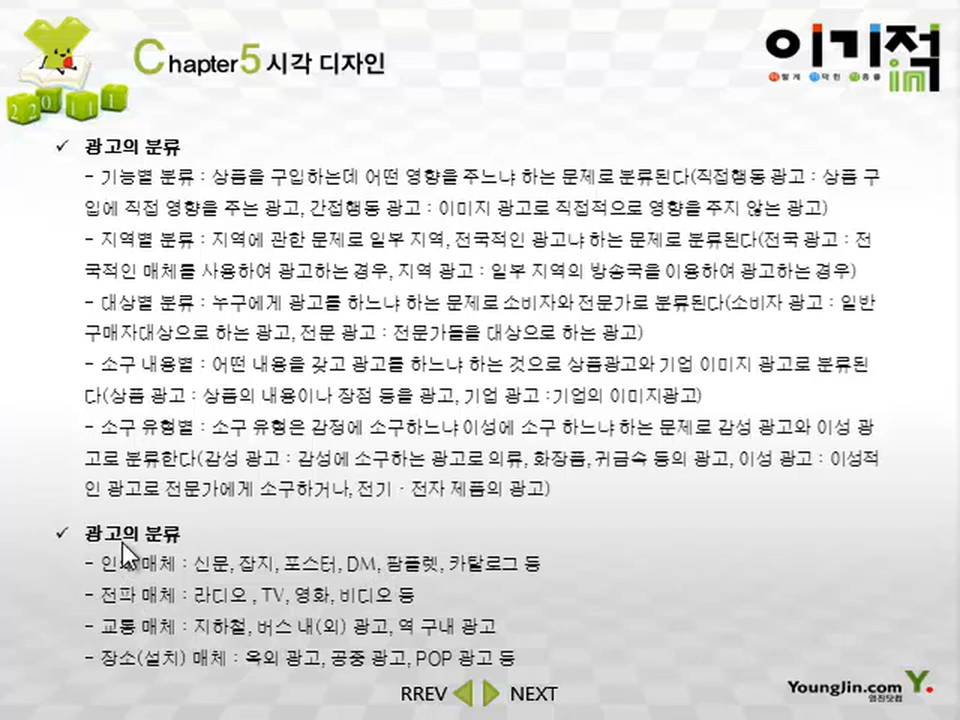 Chapter5 시각 디자인
이기적in
이렇게 기막힌 적중률
22011
✓ 광고의 분류
- 기능별 분류 : 상품을 구입하는데 어떤 영향을 주느냐 하는 문제로 분류된다(직접행동 광고 : 상품 구
입에 직접 영향을 주는 광고, 간접행동 광고 : 이미지 광고로 직접적으로 영향을 주지 않는 광고)
- 지역별 분류 : 지역에 관한 문제로 일부 지역, 전국적인 광고냐 하는 문제로 분류된다(전국 광고 : 전
국적인 매체를 사용하여 광고하는 경우, 지역 광고 : 일부 지역의 방송국을 이용하여 광고하는 경우)
- 대상별 분류 : 누구에게 광고를 하느냐 하는 문제로 소비자와 전문가로 분류된다(소비자 광고 : 일반
구매자대상으로 하는 광고, 전문 광고 : 전문가들을 대상으로 하는 광고)
- 소구 내용별 : 어떤 내용을 갖고 광고를 하느냐 하는 것으로 상품광고와 기업 이미지 광고로 분류된
다(상품 광고 : 상품의 내용이나 장점 등을 광고, 기업 광고 :기업의 이미지광고)
- 소구 유형별 : 소구 유형은 감정에 소구하느냐 이성에 소구 하느냐 하는 문제로 감성 광고와 이성 광
고로 분류한다(감성 광고 : 감성에 소구하는 광고로 의류, 화장품, 귀금속 등의 광고, 이성 광고 : 이성적
인 광고로 전문가에게 소구하거나, 전기 · 전자 제품의 광고)
✓ 광고의 분류
- 인 매체 : 신문, 잡지, 포스터, DM, 팜플렛, 카탈로그 등
- 전파 매체 : 라디오 , TV, 영화, 비디오 등
- 교통 매체 : 지하철, 버스 내(외) 광고, 역 구내 광고
- 장소(설치) 매체 : 옥외 광고, 공중 광고, POP 광고 등
RREV NEXT
YoungJin.com Y.
영진닷컴